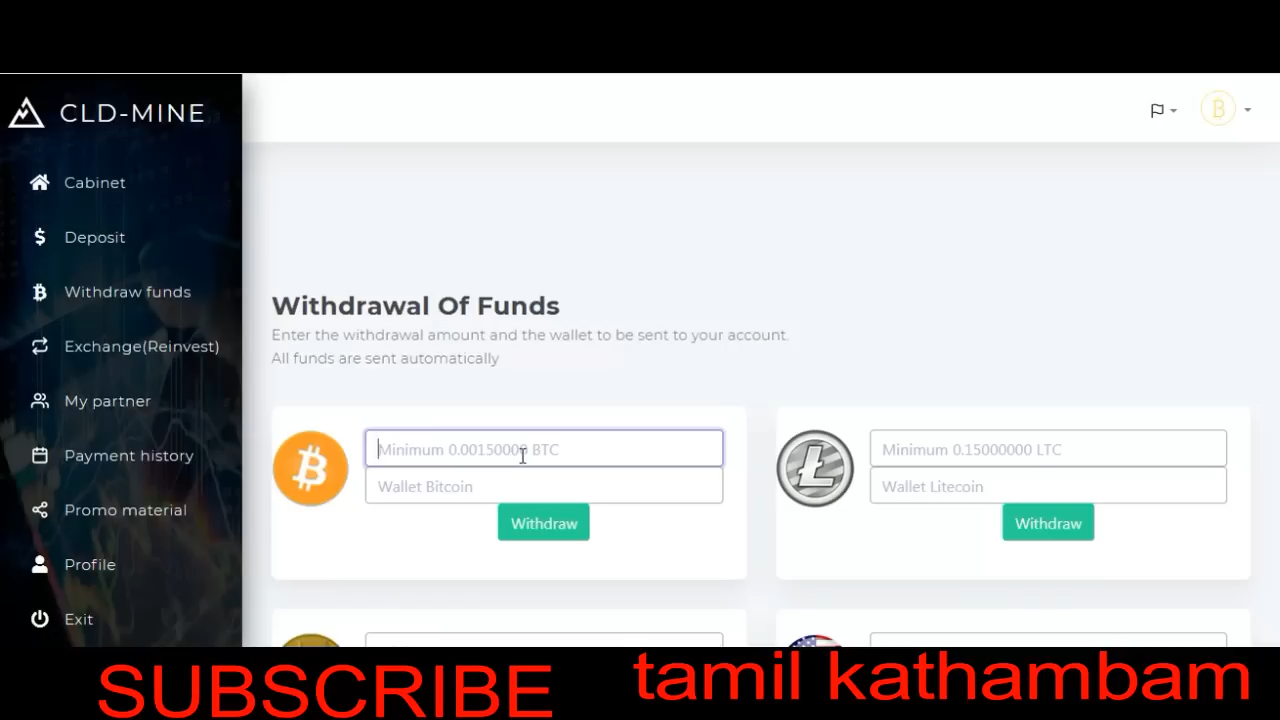 CLD-MINE
Cabinet
Deposit
Withdraw funds
Exchange(Reinvest)
My partner
Payment history
Promo material
Profile
Exit
Withdrawal Of Funds
Enter the withdrawal amount and the wallet to be sent to your account.
All funds are sent automatically
Minimum 0.00150000 BTC
Wallet Bitcoin
Withdraw
Minimum 0.15000000 LTC
Wallet Litecoin
Withdraw
SUBSCRIBE
tamil kathambam